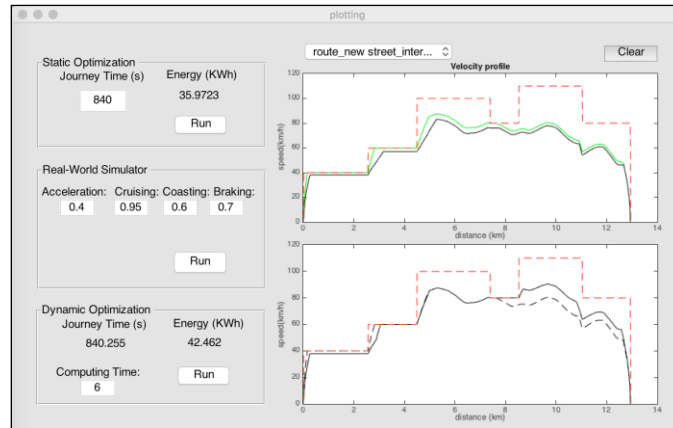 plotting
Static Optimization
Journey Time (s) Energy (KWh)
840 35.9723
Run
Real-World Simulator
Acceleration: Cruising: Coasting: Braking:
0.4 0.95 0.6 0.7
Run
Dynamic Optimization
Journey Time (s) Energy (KWh)
840.255 42.462
Computing Time:
6 Run
route_new street_inter... Clear
Velocity profile
120
100
80
60
40
20
0
speed(km/h)
0 2 4 6 8 10 12 14
distance (km)
120
100
80
60
40
20
0
speed(km/h)
0 2 4 6 8 10 12 14
distance (km)